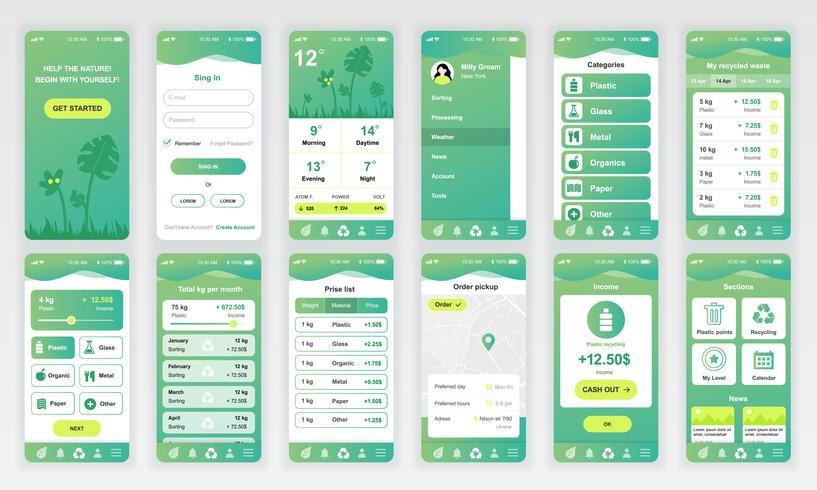 10:30 AM 100%
HELP THE NATURE!
BEGIN WITH YOURSELF!
GET STARTED
10:30 AM 100%
Sing In
E-mail
Password
Remember Forget Password?
SING IN
Or
LOREM LOREM
Don't have Account? Create Account
10:30 AM 100%
12°
9° 14°
Morning Daytime
13° 7°
Evening Night
ATOM F. POWER VOLT
526 224 64%
10:30 AM 100%
Milly Groam
New York
Sorting
Processing
Weather
News
Account
Tools
10:30 AM 100%
Categories
Plastic
Glass
Metal
Organics
Paper
Other
10:30 AM 100%
My recycled waste
13 Apr 14 Apr 15 Apr 16 Apr
5 kg + 12.50$
Plastic Income
7 kg + 7.25$
Glass Income
10 kg + 15.50$
metall Income
3 kg + 1.75$
Paper Income
2 kg + 7.20$
Plastic Income
10:30 AM 100%
4 kg + 12.50$
Plastic Income
Plastic Glass
Organic Metal
Paper Other
NEXT
10:30 AM 100%
Total kg per month
75 kg + 672.50$
Plastic Income
January 12 kg
Sorting + 72.50$
February 12 kg
Sorting + 72.50$
March 12 kg
Sorting + 72.50$
April 12 kg
Sorting + 72.50$
10:30 AM 100%
Prise list
Weight Material Price
1 kg Plastic +1.50$
1 kg Glass +2.25$
1 kg Organic +1.75$
1 kg Metal +0.50$
1 kg Paper +1.50$
1 kg Other +1.25$
10:30 AM 100%
Order pickup
Order
Preferred day Mon-Fri
Preferred hours 5-9 pm
Adress Nilson str 7/90
Ukraine
10:30 AM 100%
Income
Plastic recycling
+12.50$
Income
CASH OUT
OK
10:30 AM 100%
Sections
Plastic points Recycling
My Level Calendar
News
Lorem ipsum dolor sit amet, consectetuer Lorem ipsum dolor sit amet, consectetuer